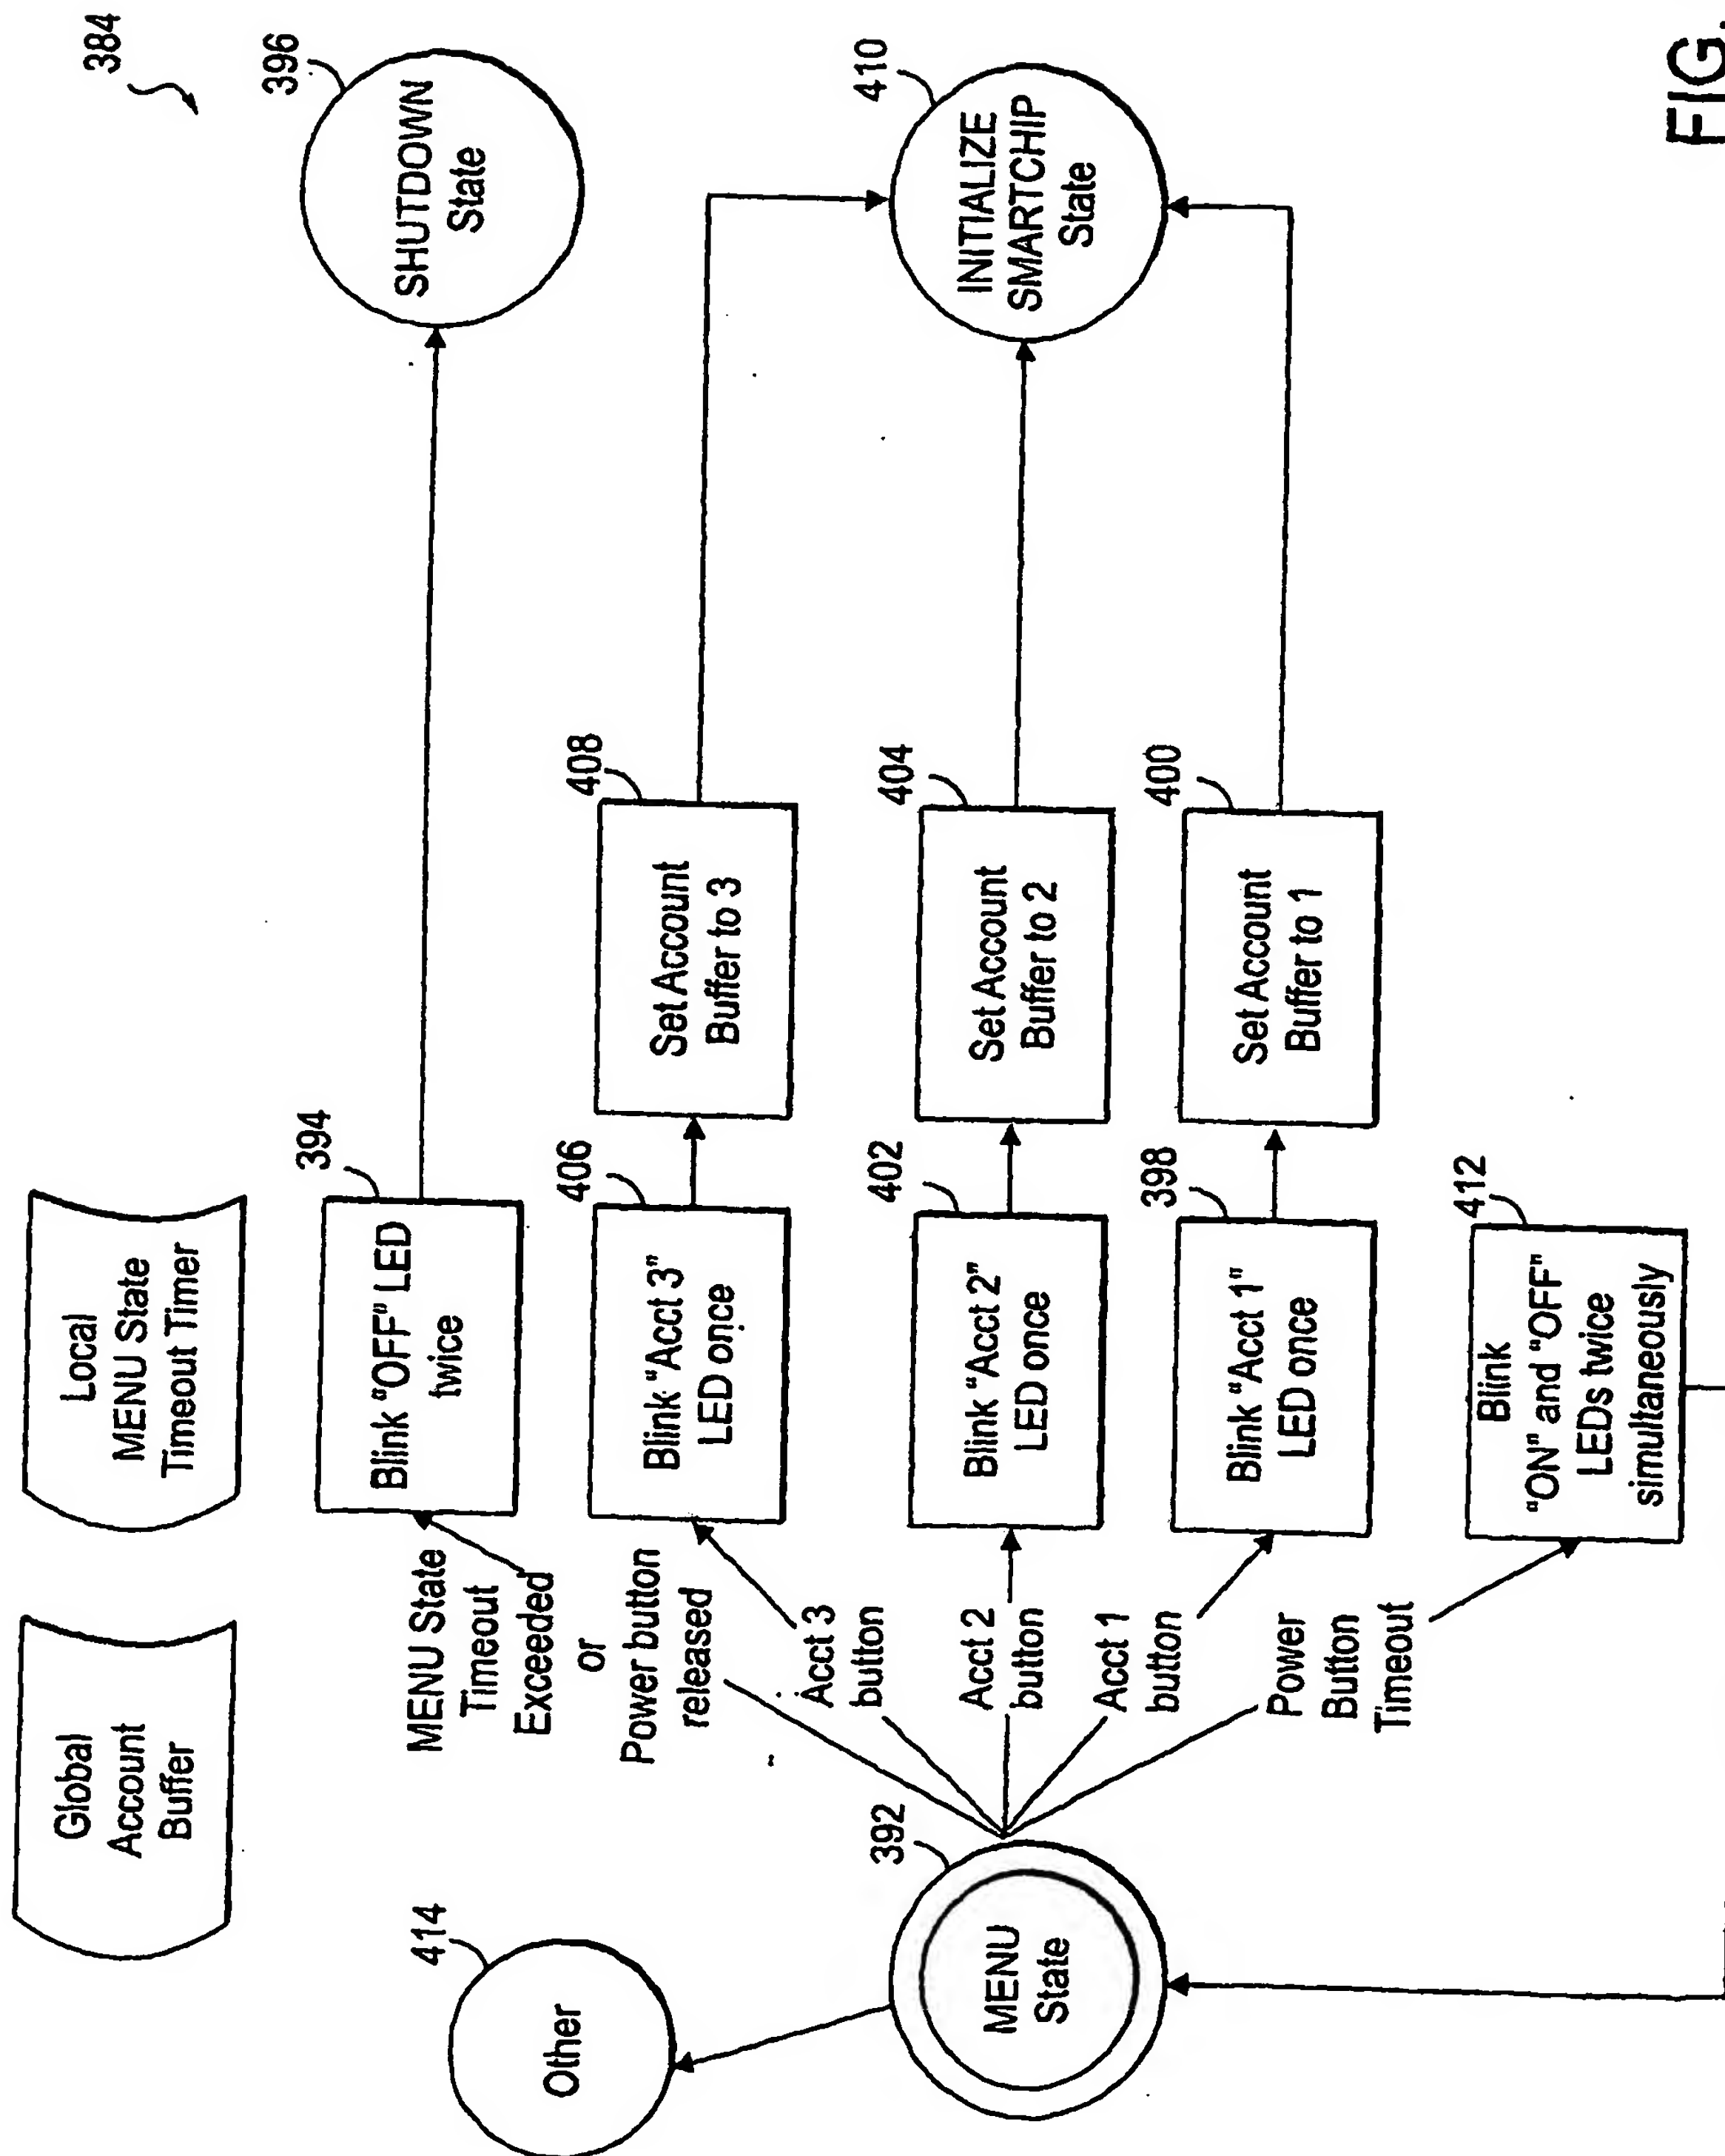 384
Global
Account
Buffer
Local
MENU State
Timeout Timer
MENU State
Timeout
Exceeded
or
Power button
released
394
Blink "OFF" LED
twice
396
SHUTDOWN
State
414
Other
Acct 3
button
406
Blink "Acct 3"
LED once
408
Set Account
Buffer to 3
392
MENU
State
Acct 2
button
402
Blink "Acct 2"
LED once
404
Set Account
Buffer to 2
410
INITIALIZE
SMARTCHIP
State
Acct 1
button
398
Blink "Acct 1"
LED once
400
Set Account
Buffer to 1
Power
Button
Timeout
412
Blink
"ON" and "OFF"
LEDs twice
simultaneously
FIG.